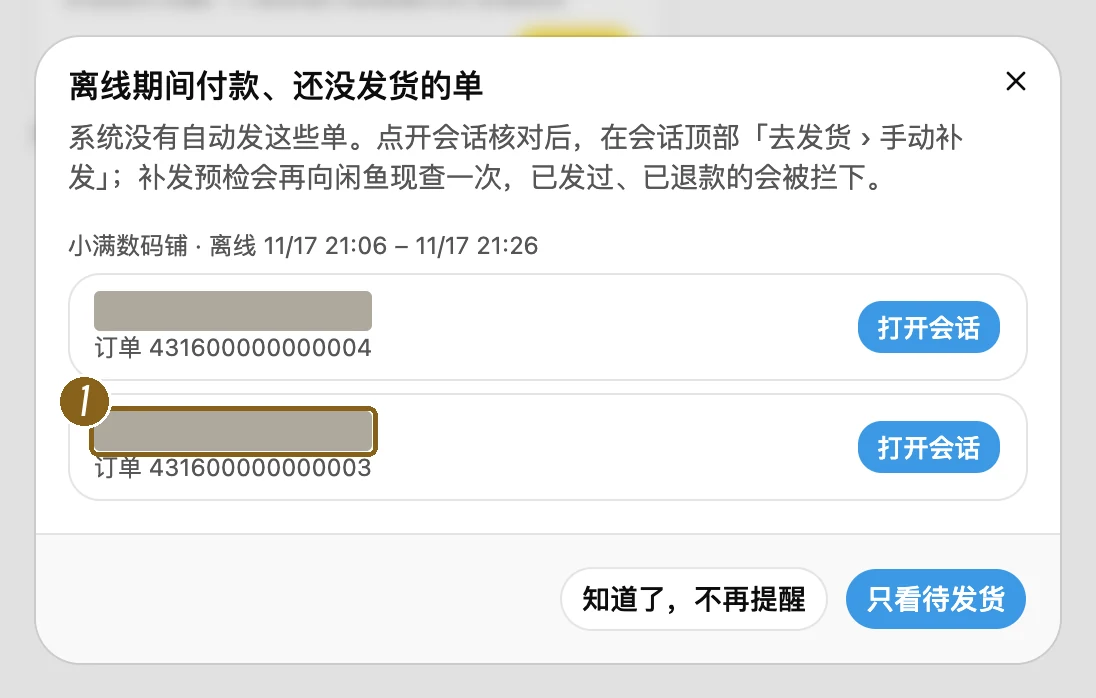 离线期间付款、还没发货的单
系统没有自动发这些单。点开会话核对后，在会话顶部「去发货 › 手动补
发」；补发预检会再向闲鱼现查一次，已发过、已退款的会被拦下。
小满数码铺 · 离线 11/17 21:06 – 11/17 21:26
订单 431600000000004
打开会话
1
订单 431600000000003
打开会话
知道了，不再提醒
只看待发货